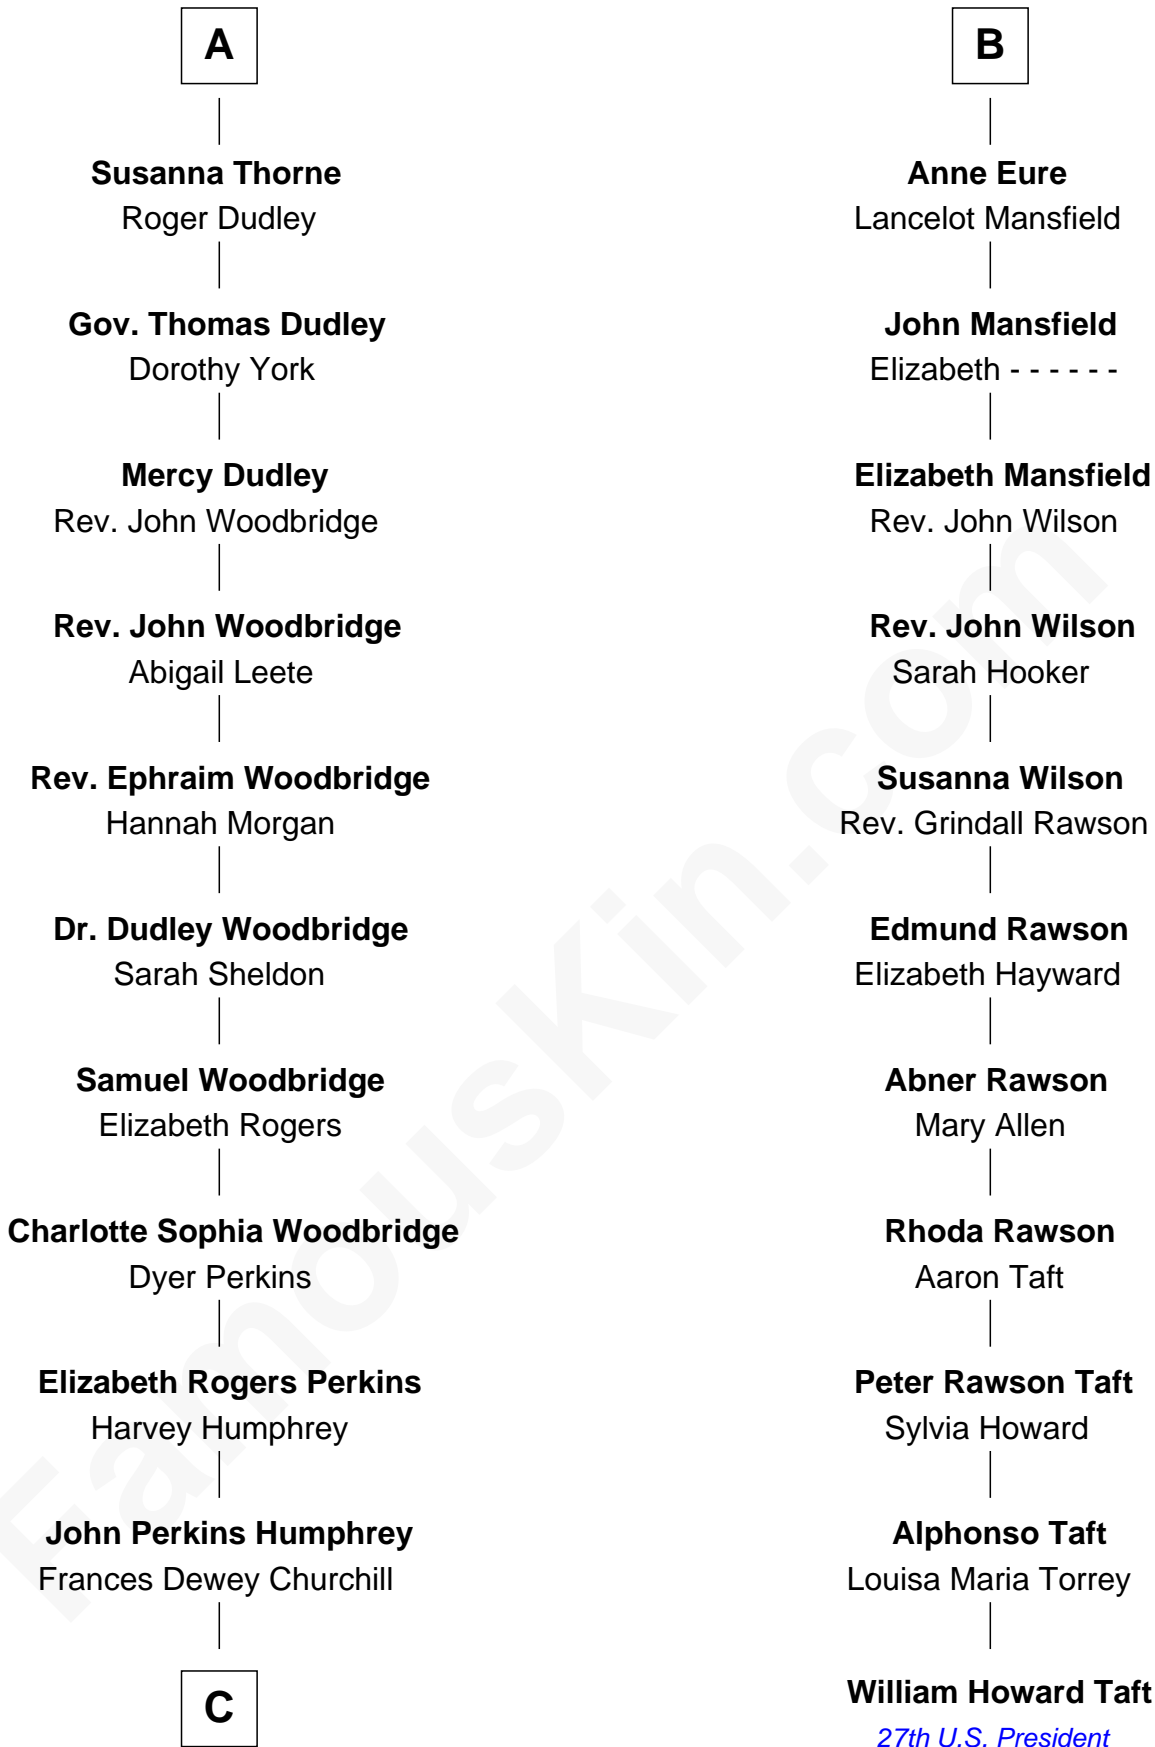 A
Susanna Thorne
Roger Dudley
Gov. Thomas Dudley
Dorothy York
Mercy Dudley
Rev. John Woodbridge
Rev. John Woodbridge
Abigail Leete
Rev. Ephraim Woodbridge
Hannah Morgan
Dr. Dudley Woodbridge
Sarah Sheldon
Samuel Woodbridge
Elizabeth Rogers
Charlotte Sophia Woodbridge
Dyer Perkins
Elizabeth Rogers Perkins
Harvey Humphrey
John Perkins Humphrey
Frances Dewey Churchill
C
B
Anne Eure
Lancelot Mansfield
John Mansfield
Elizabeth - - - - - -
Elizabeth Mansfield
Rev. John Wilson
Rev. John Wilson
Sarah Hooker
Susanna Wilson
Rev. Grindall Rawson
Edmund Rawson
Elizabeth Hayward
Abner Rawson
Mary Allen
Rhoda Rawson
Aaron Taft
Peter Rawson Taft
Sylvia Howard
Alphonso Taft
Louisa Maria Torrey
William Howard Taft
27th U.S. President
FamousKin.com